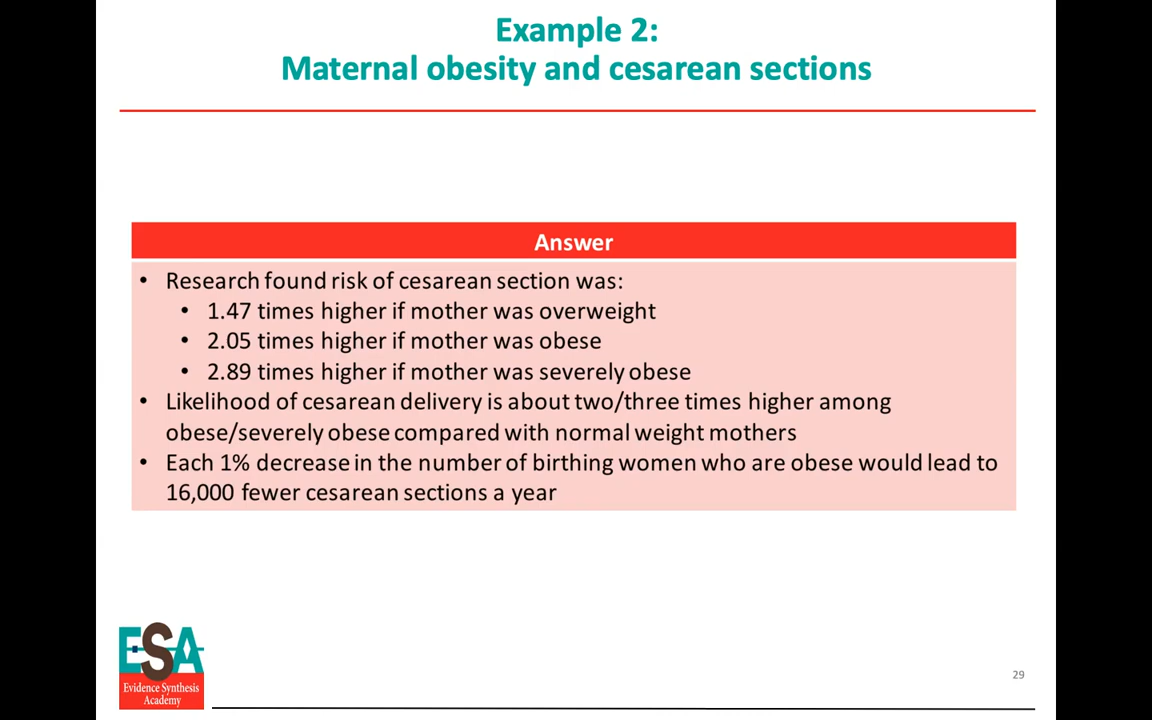 Example 2:
Maternal obesity and cesarean sections
Answer
• Research found risk of cesarean section was:
• 1.47 times higher if mother was overweight
• 2.05 times higher if mother was obese
• 2.89 times higher if mother was severely obese
• Likelihood of cesarean delivery is about two/three times higher among
obese/severely obese compared with normal weight mothers
• Each 1% decrease in the number of birthing women who are obese would lead to
16,000 fewer cesarean sections a year
ESA
Evidence Synthesis
Academy
29